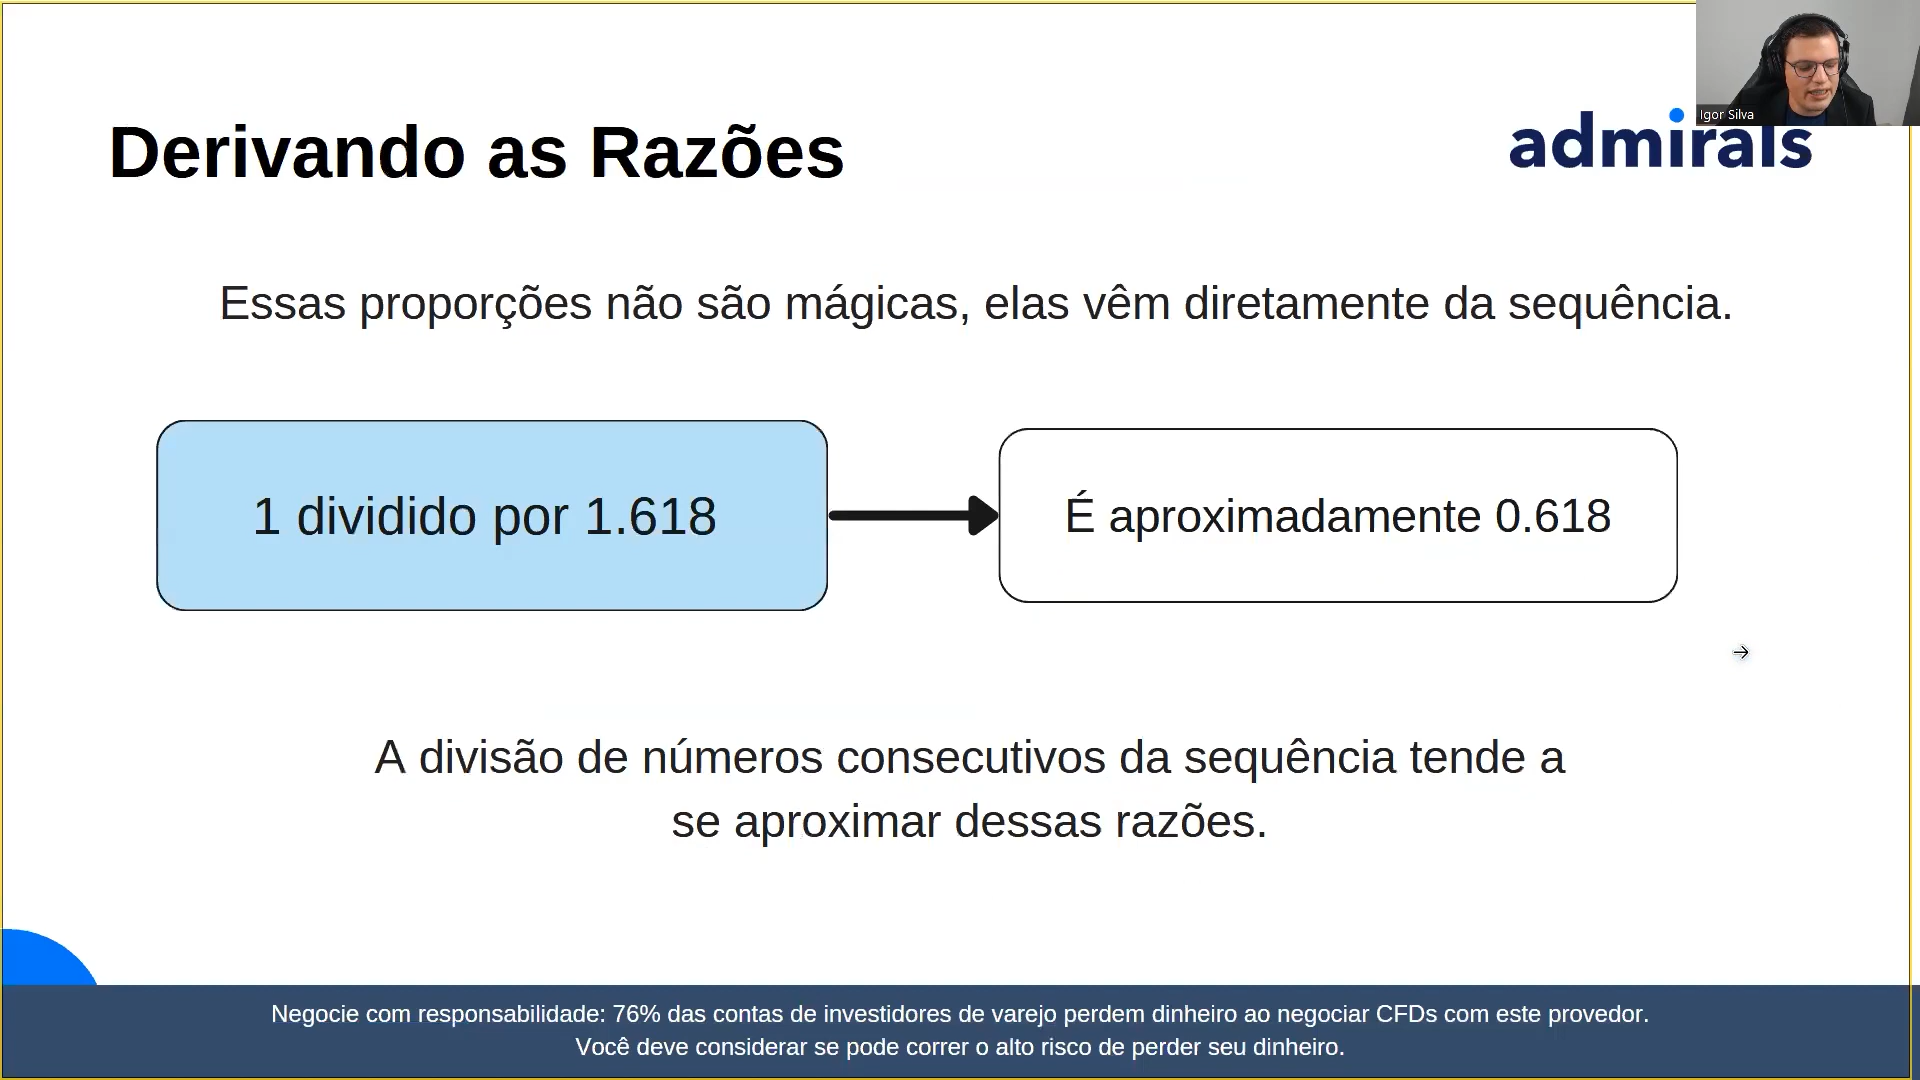 Igor Silva
admirals
Derivando as Razões
Essas proporções não são mágicas, elas vêm diretamente da sequência.
1 dividido por 1.618
É aproximadamente 0.618
A divisão de números consecutivos da sequência tende a
se aproximar dessas razões.
Negocie com responsabilidade: 76% das contas de investidores de varejo perdem dinheiro ao negociar CFDs com este provedor.
Você deve considerar se pode correr o alto risco de perder seu dinheiro.